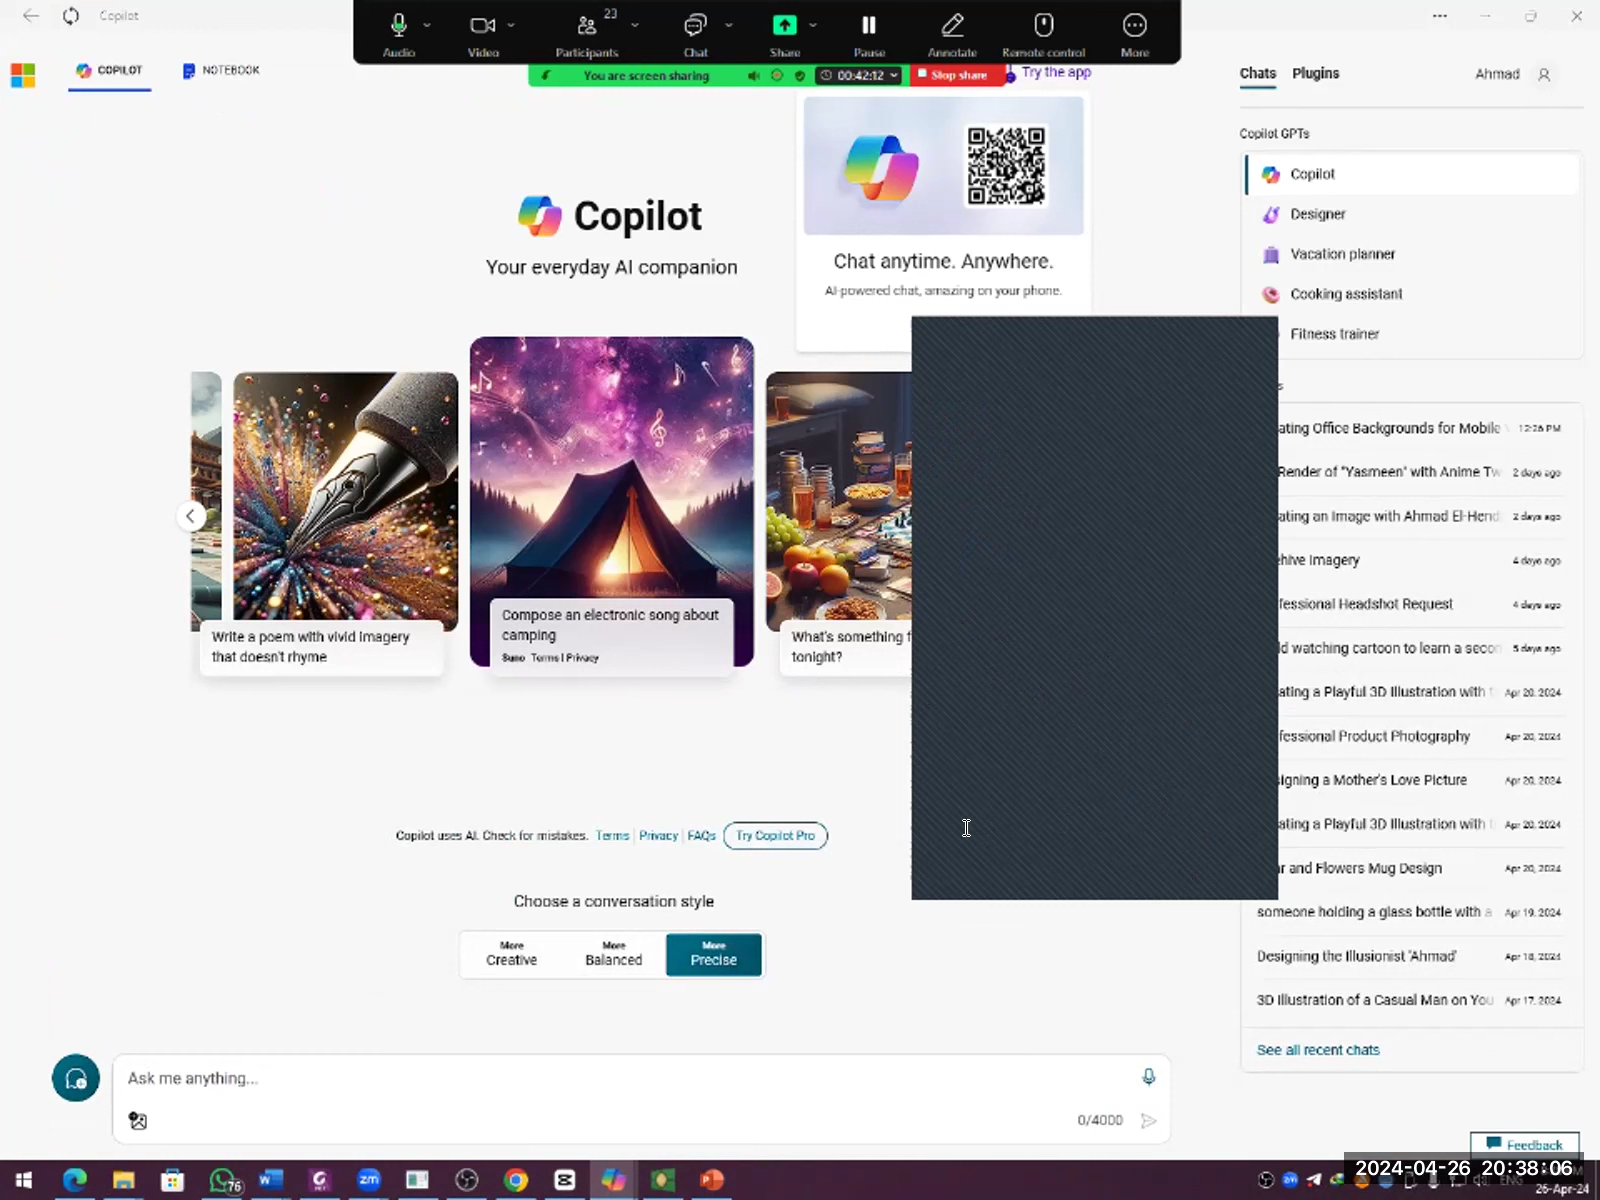 Copilot
23
Audio
Video
Participants
Chat
Share
Pause
Annotate
Remote control
More
You are screen sharing
00:42:12
Stop share
Try the app
COPILOT
NOTEBOOK
Chats
Plugins
Ahmad
Copilot GPTs
Copilot
Designer
Vacation planner
Cooking assistant
Fitness trainer
Copilot
Your everyday AI companion
Chat anytime. Anywhere.
AI-powered chat, amazing on your phone.
Write a poem with vivid imagery
that doesn't rhyme
Compose an electronic song about
camping
Suno Terms | Privacy
What's something
tonight?
ating Office Backgrounds for Mobile 12:26 PM
Render of "Yasmeen" with Anime Tw 2 days ago
ating an Image with Ahmad El-Hend 2 days ago
hive Imagery 4 days ago
fessional Headshot Request 4 days ago
ld watching cartoon to learn a secon 5 days ago
ating a Playful 3D Illustration with t Apr 20, 2024
fessional Product Photography Apr 20, 2024
signing a Mother's Love Picture Apr 20, 2024
ating a Playful 3D Illustration with t Apr 20, 2024
r and Flowers Mug Design Apr 20, 2024
someone holding a glass bottle with a Apr 19, 2024
Designing the Illusionist 'Ahmad' Apr 18, 2024
3D Illustration of a Casual Man on You Apr 17, 2024
See all recent chats
Copilot uses AI. Check for mistakes. Terms | Privacy | FAQs Try Copilot Pro
Choose a conversation style
More
Creative
More
Balanced
More
Precise
Ask me anything...
0/4000
Feedback
76
zm
2024-04-26 20:38:06
ENG
26-Apr-24